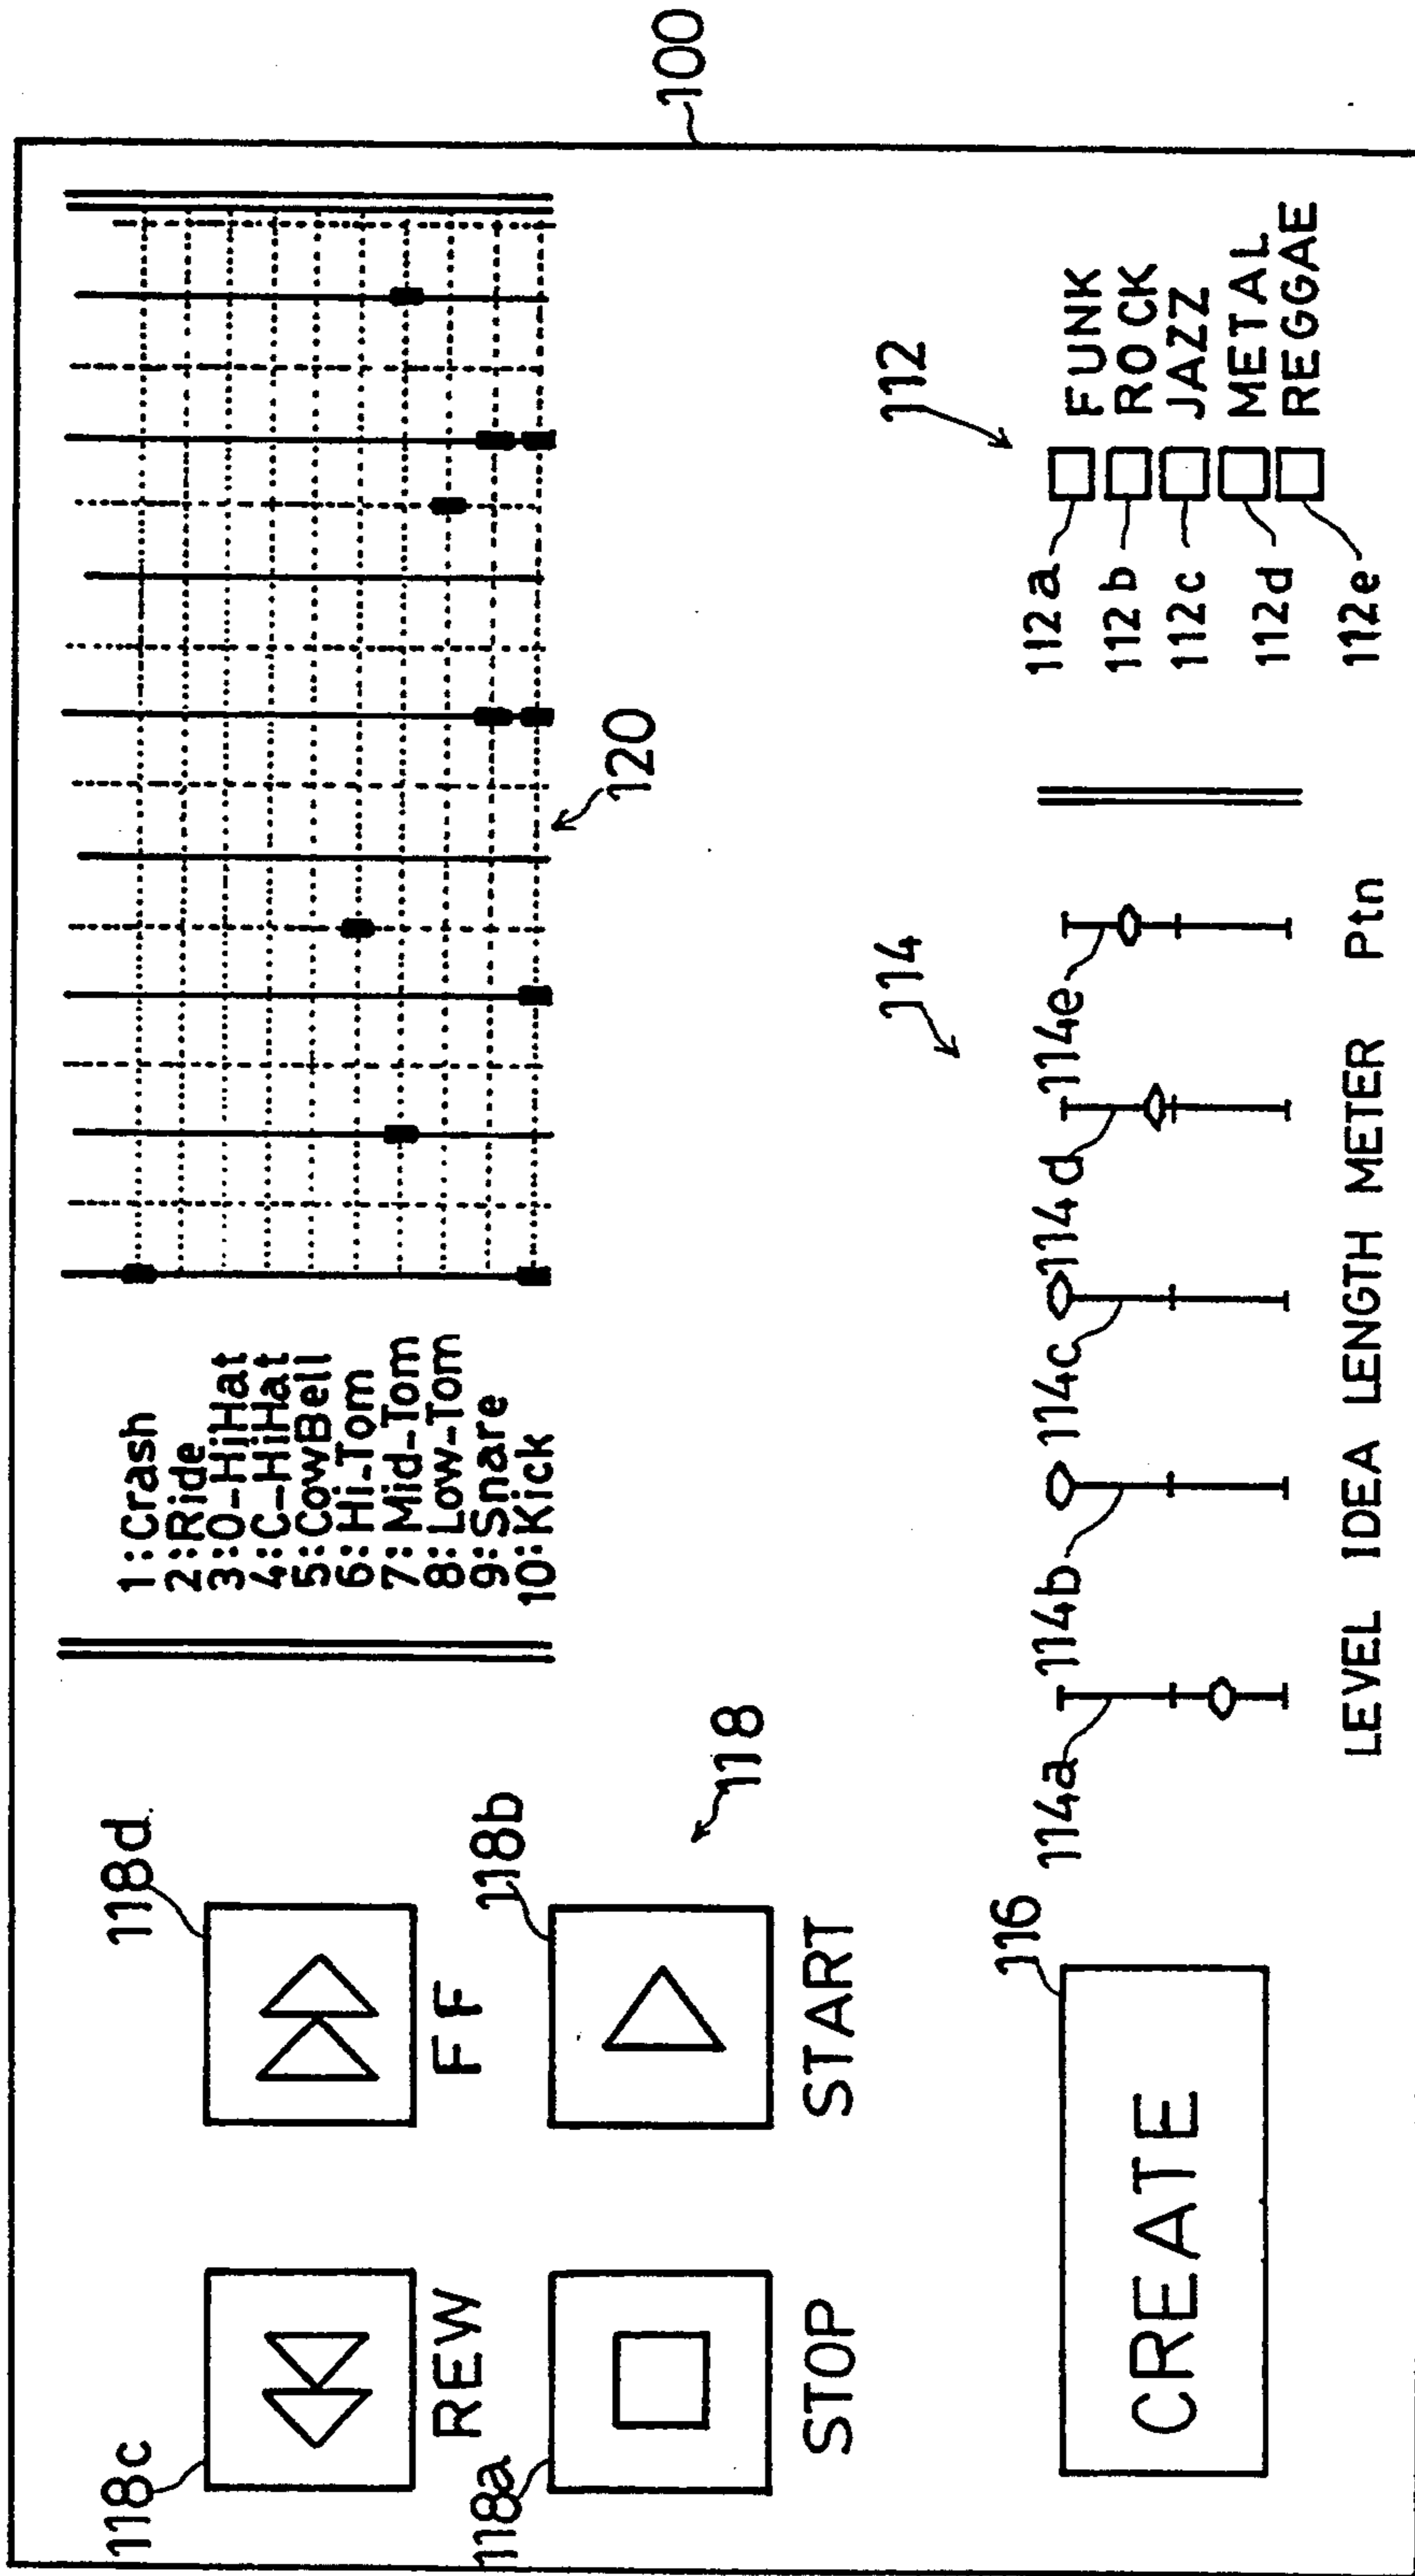 100
118c
118d
REW
FF
118a
118b
STOP
START
118
1:Crash
2:Ride
3:O-HiHat
4:C-HiHat
5:CowBell
6:Hi-Tom
7:Mid-Tom
8:Low-Tom
9:Snare
10:Kick
120
116
CREATE
114
114a
114b
114c
114d
114e
LEVEL IDEA LENGTH METER Ptn
112
112a
FUNK
112b
ROCK
112c
JAZZ
112d
METAL
112e
REGGAE